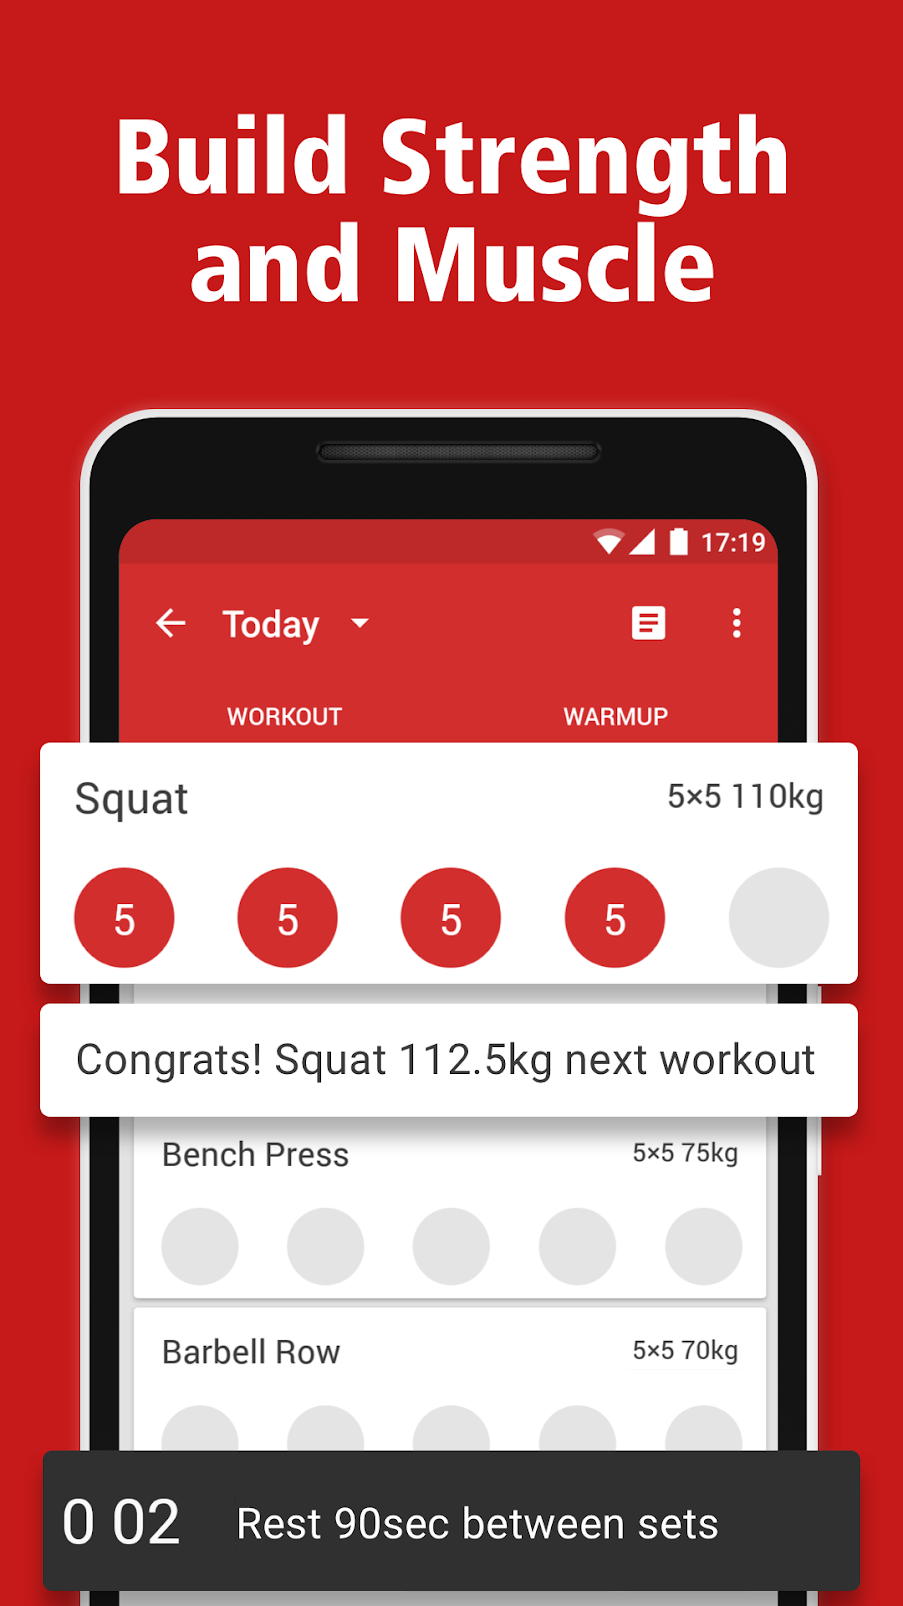 Build Strength
and Muscle
17:19
Today
WORKOUT WARMUP
Squat 5×5 110kg
5 5 5 5
Congrats! Squat 112.5kg next workout
Bench Press 5×5 75kg
Barbell Row 5×5 70kg
0 02 Rest 90sec between sets